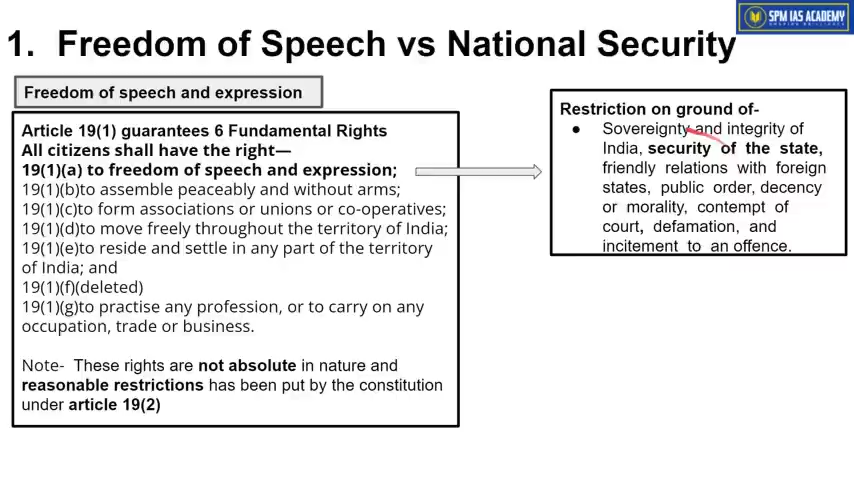 SPM IAS ACADEMY
SHAPING BRILLIANCE
1. Freedom of Speech vs National Security
Freedom of speech and expression
Article 19(1) guarantees 6 Fundamental Rights
All citizens shall have the right—
19(1)(a) to freedom of speech and expression;
19(1)(b)to assemble peaceably and without arms;
19(1)(c)to form associations or unions or co-operatives;
19(1)(d)to move freely throughout the territory of India;
19(1)(e)to reside and settle in any part of the territory
of India; and
19(1)(f)(deleted)
19(1)(g)to practise any profession, or to carry on any
occupation, trade or business.
Note- These rights are not absolute in nature and
reasonable restrictions has been put by the constitution
under article 19(2)
Restriction on ground of-
● Sovereignty and integrity of
India, security of the state,
friendly relations with foreign
states, public order, decency
or morality, contempt of
court, defamation, and
incitement to an offence.